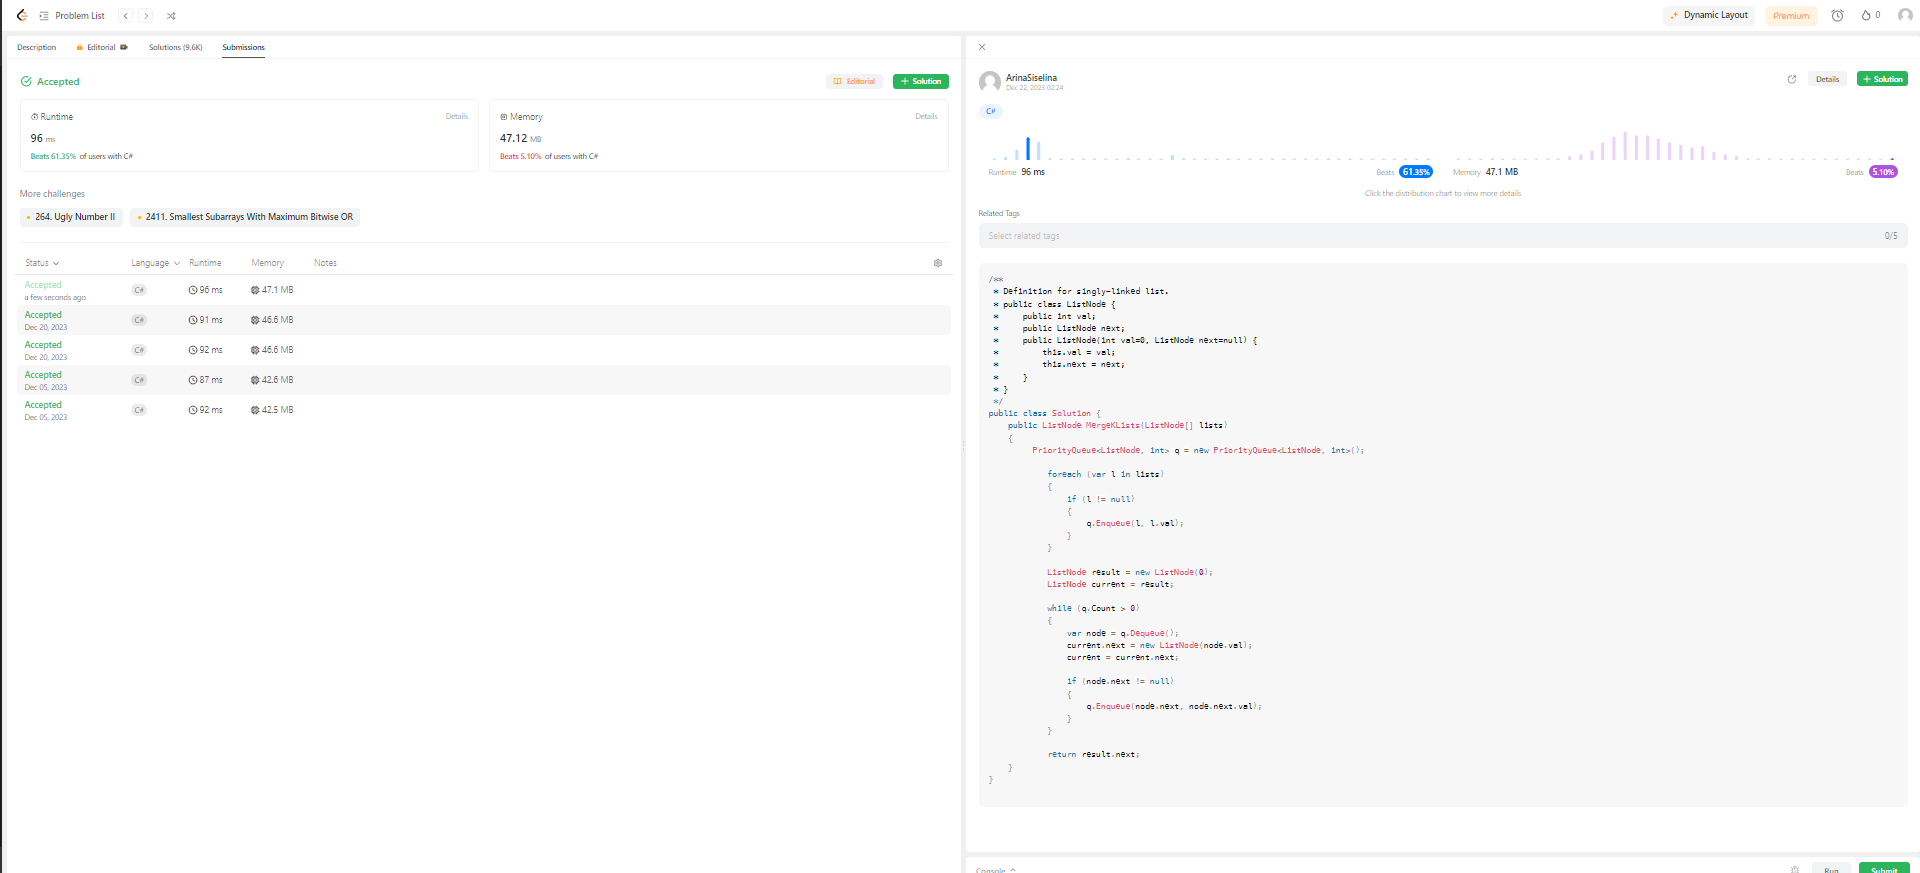 Problem List
Dynamic Layout
Premium
0
Description
Editorial
Solutions (9.6K)
Submissions
Accepted
Editorial
+ Solution
Runtime
Details
96 ms
Beats 61.35% of users with C#
Memory
Details
47.12 MB
Beats 5.10% of users with C#
More challenges
264. Ugly Number II
2411. Smallest Subarrays With Maximum Bitwise OR
Status
Language
Runtime
Memory
Notes
Accepted
a few seconds ago
C#
96 ms
47.1 MB
Accepted
Dec 20, 2023
C#
91 ms
46.6 MB
Accepted
Dec 20, 2023
C#
92 ms
46.6 MB
Accepted
Dec 05, 2023
C#
87 ms
42.6 MB
Accepted
Dec 05, 2023
C#
92 ms
42.5 MB
ArinaSiselina
Dec 22, 2023 02:24
Details
+ Solution
C#
Runtime 96 ms
Beats 61.35%
Memory 47.1 MB
Beats 5.10%
Click the distribution chart to view more details
Related Tags
Select related tags
0/5
/**
 * Definition for singly-linked list.
 * public class ListNode {
 *     public int val;
 *     public ListNode next;
 *     public ListNode(int val=0, ListNode next=null) {
 *         this.val = val;
 *         this.next = next;
 *     }
 * }
 */
public class Solution {
    public ListNode MergeKLists(ListNode[] lists)
    {
         PriorityQueue<ListNode, int> q = new PriorityQueue<ListNode, int>();
            foreach (var l in lists)
            {
                if (l != null)
                {
                    q.Enqueue(l, l.val);
                }
            }
            ListNode result = new ListNode(0);
            ListNode current = result;
            while (q.Count > 0)
            {
                var node = q.Dequeue();
                current.next = new ListNode(node.val);
                current = current.next;
                if (node.next != null)
                {
                    q.Enqueue(node.next, node.next.val);
                }
            }
            return result.next;
    }
}
Console
Run
Submit